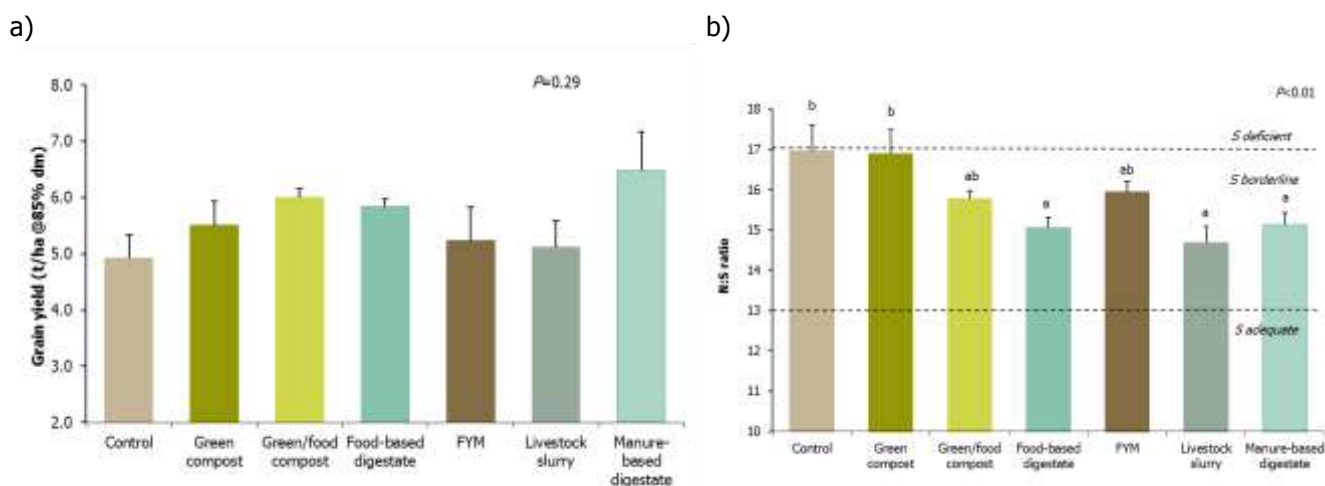 a)
8.0
7.0
6.0
5.0
4.0
3.0
2.0
Grain yield (t/ha @85% dm)
P=0.29
Control
Green compost
Green/food compost
Food-based digestate
FYM
Livestock slurry
Manure-based digestate
b)
18
17
16
15
14
13
12
11
10
N:S ratio
P<0.01
b
b
ab
a
ab
a
a
S deficient
S borderline
S adequate
Control
Green compost
Green/food compost
Food-based digestate
FYM
Livestock slurry
Manure-based digestate